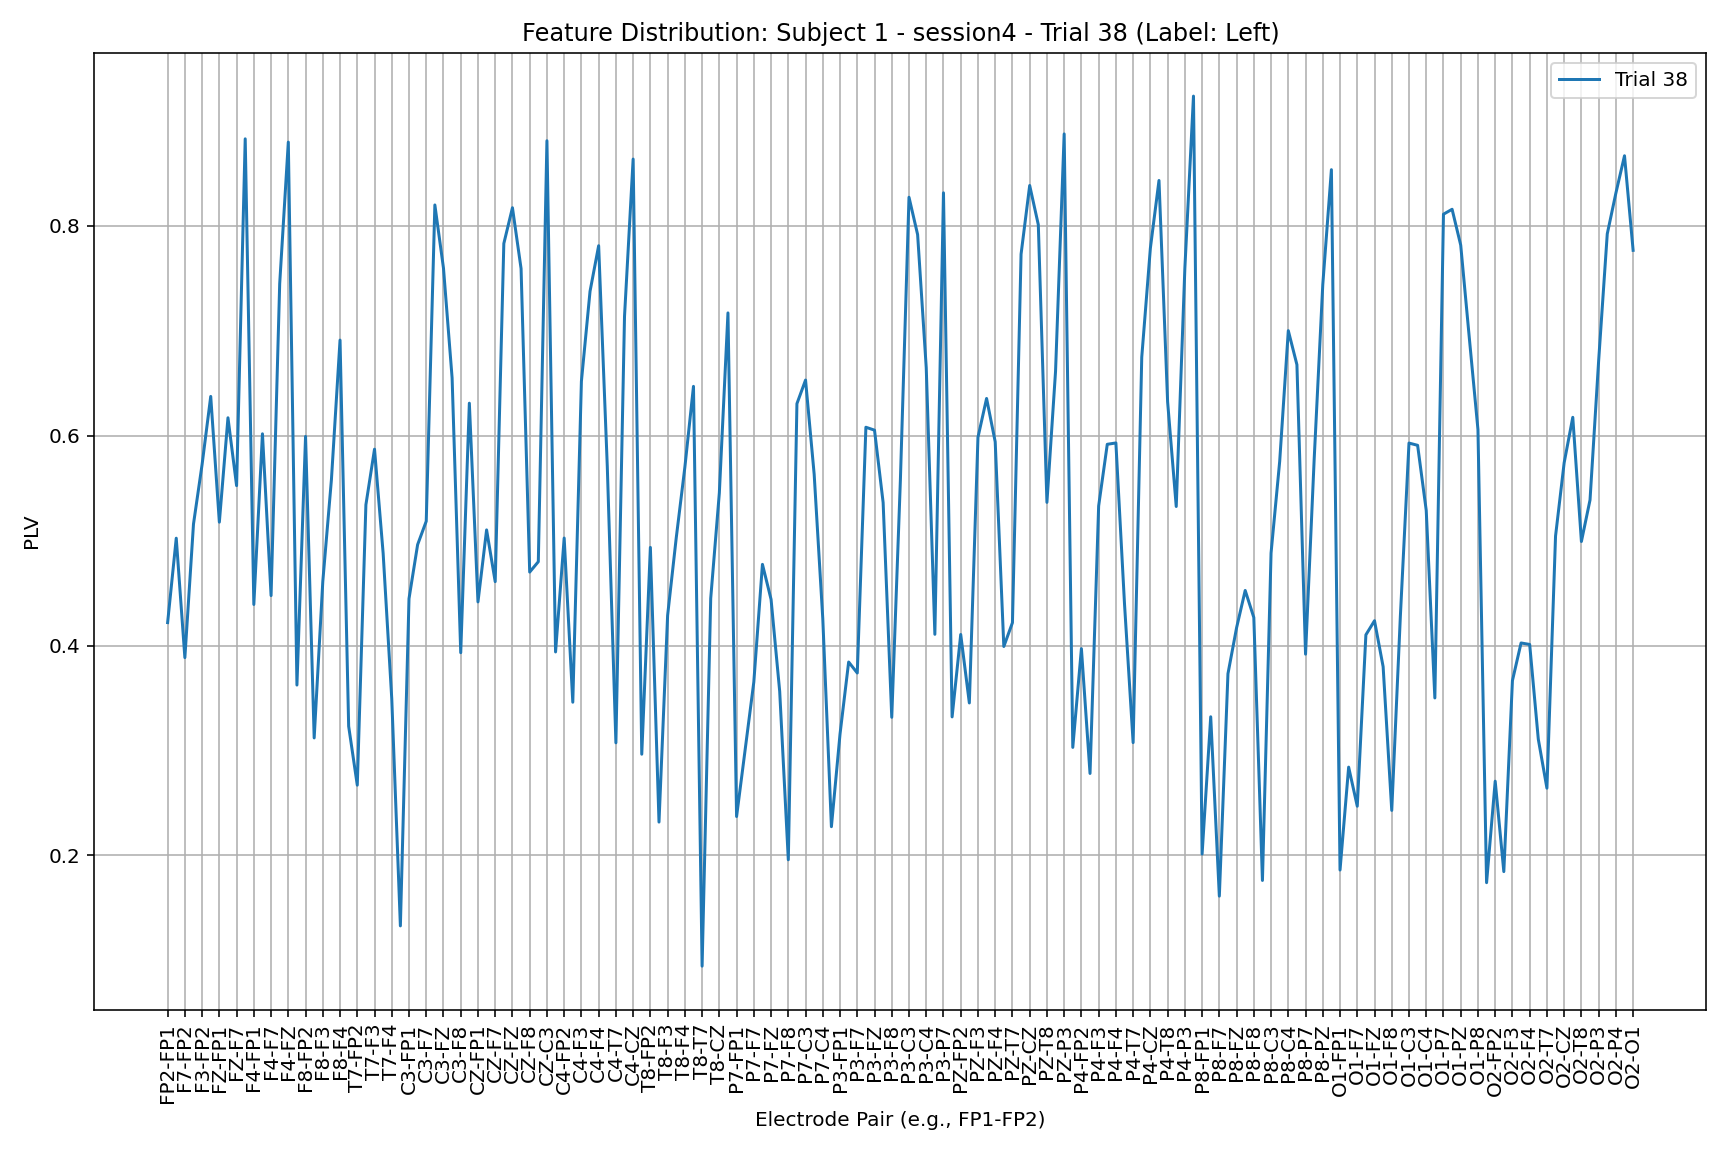 Feature Distribution: Subject 1 - session4 - Trial 38 (Label: Left)
Trial 38
PLV
0.8
0.6
0.4
0.2
FP2-FP1
F7-FP2
F3-FP2
FZ-FP1
FZ-F7
F4-FP1
F4-F7
F4-FZ
F8-FP2
F8-F3
F8-F4
T7-FP2
T7-F3
T7-F4
C3-FP1
C3-F7
C3-FZ
C3-F8
CZ-FP1
CZ-F7
CZ-FZ
CZ-F8
CZ-C3
C4-FP2
C4-F3
C4-F4
C4-T7
C4-CZ
T8-FP2
T8-F3
T8-F4
T8-T7
T8-CZ
P7-FP1
P7-F7
P7-FZ
P7-F8
P7-C3
P7-C4
P3-FP1
P3-F7
P3-FZ
P3-F8
P3-C3
P3-C4
P3-P7
PZ-FP2
PZ-F3
PZ-F4
PZ-T7
PZ-CZ
PZ-T8
PZ-P3
P4-FP2
P4-F3
P4-F4
P4-T7
P4-CZ
P4-T8
P4-P3
P8-FP1
P8-F7
P8-FZ
P8-F8
P8-C3
P8-C4
P8-P7
P8-PZ
O1-FP1
O1-F7
O1-FZ
O1-F8
O1-C3
O1-C4
O1-P7
O1-PZ
O1-P8
O2-FP2
O2-F3
O2-F4
O2-T7
O2-CZ
O2-T8
O2-P3
O2-P4
O2-O1
Electrode Pair (e.g., FP1-FP2)